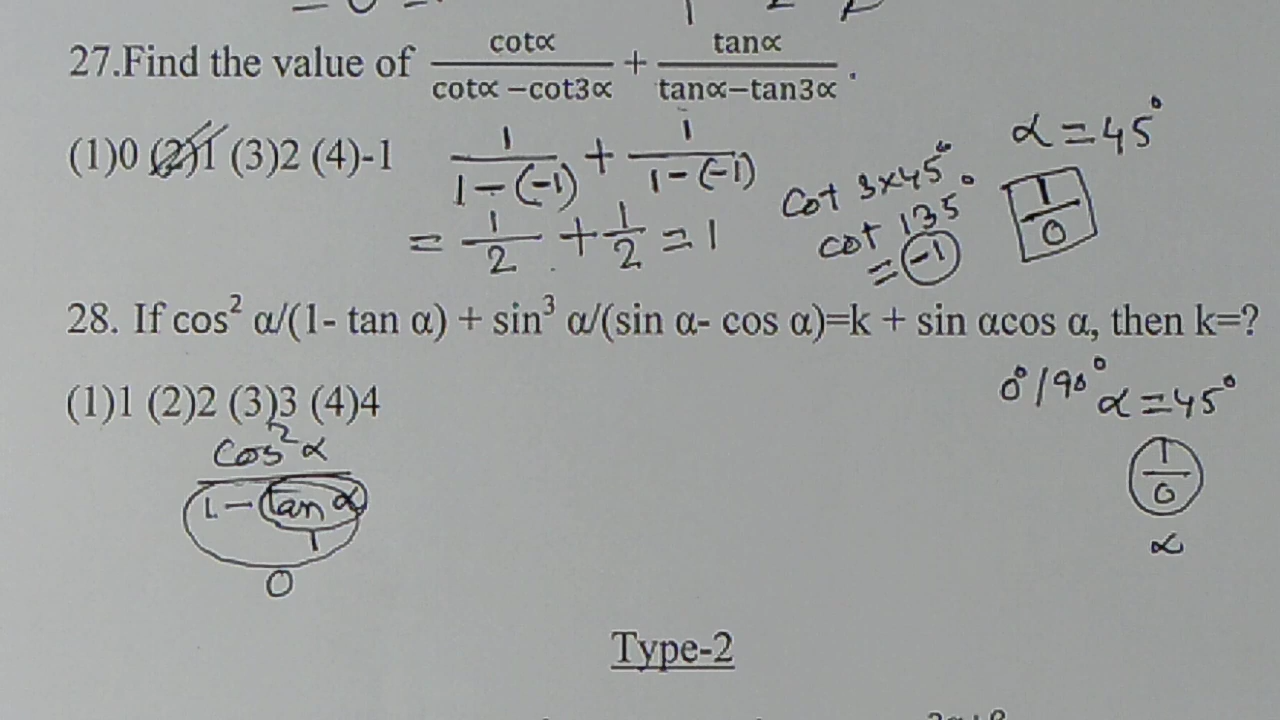 27.Find the value of cotα/(cotα−cot3α) + tanα/(tanα−tan3α).
(1)0 (2)1 (3)2 (4)-1
α = 45°
1/(1−(−1)) + 1/(1−(−1))
cot 3×45°
1/0
= 1/2 + 1/2 = 1
cot 135°
= −1
28. If cos² α/(1- tan α) + sin³ α/(sin α- cos α)=k + sin αcos α, then k=?
(1)1 (2)2 (3)3 (4)4
0°/90° α = 45°
cos²α
1 − tan α
1
0
1/0
α
Type-2